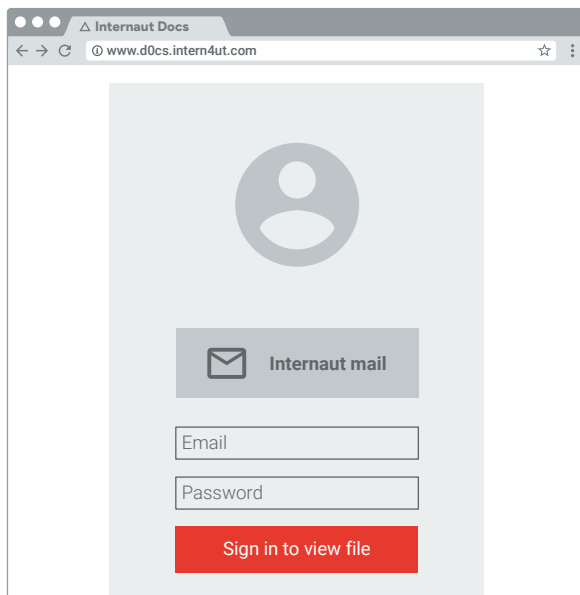 Internaut Docs
www.d0cs.intern4ut.com
Internaut mail
Email
Password
Sign in to view file